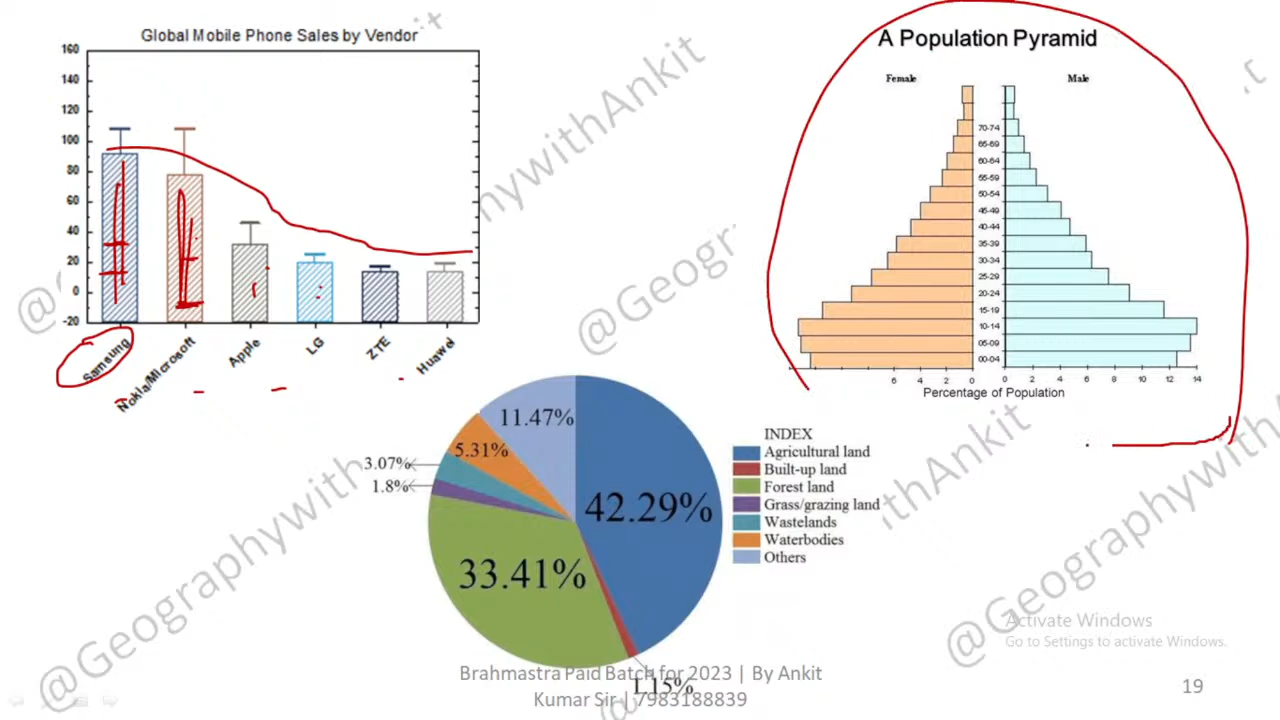 Global Mobile Phone Sales by Vendor
160
140
120
100
80
60
40
20
0
-20
Samsung
Nokla/Microsoft
Apple
LG
ZTE
Huawei
A Population Pyramid
Female Male
70-74
65-69
60-64
55-59
50-54
45-49
40-44
35-39
30-34
25-29
20-24
15-19
10-14
05-09
00-04
6 4 2 0 0 2 4 6 8 10 12 14
Percentage of Population
11.47%
5.31%
3.07%
1.8%
42.29%
33.41%
1.15%
INDEX
Agricultural land
Built-up land
Forest land
Grass/grazing land
Wastelands
Waterbodies
Others
@GeographywithAnkit
Activate Windows
Go to Settings to activate Windows.
Brahmastra Paid Batch for 2023 | By Ankit
Kumar Sir | 7983188839
19